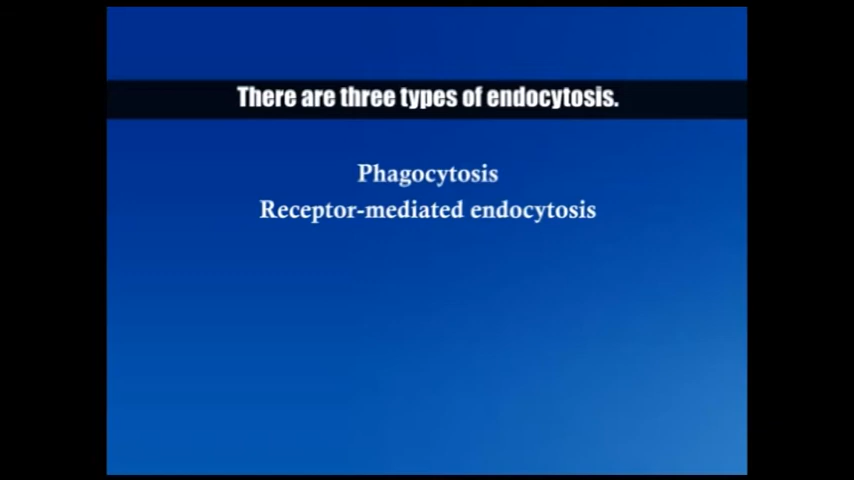 There are three types of endocytosis.
Phagocytosis
Receptor-mediated endocytosis